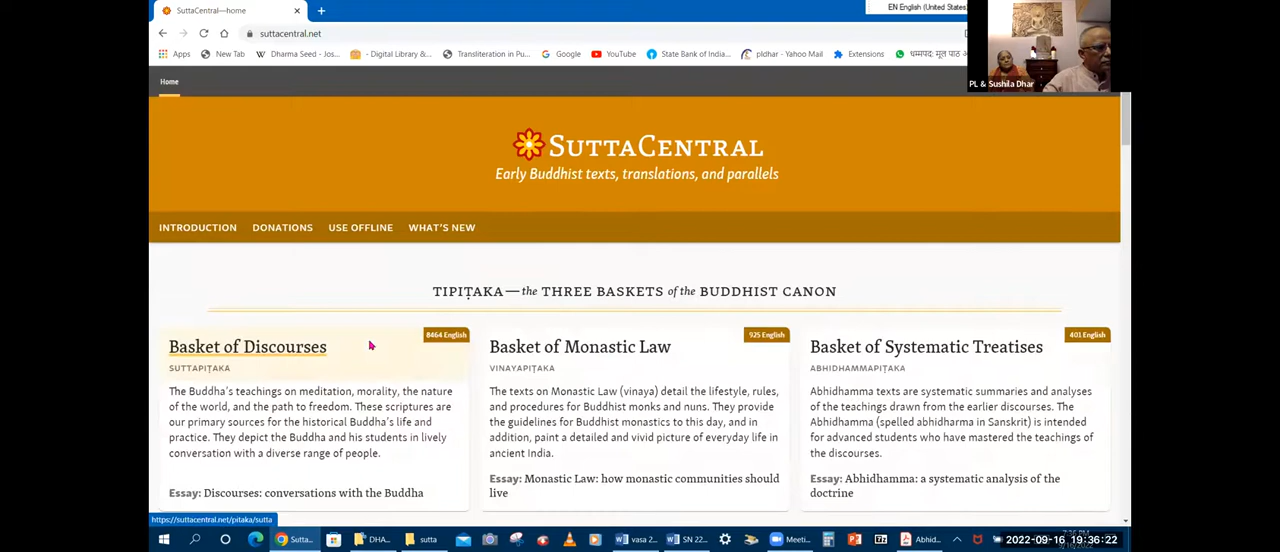 SuttaCentral—home
EN English (United States)
suttacentral.net
Apps
New Tab
Dharma Seed - Jos...
- Digital Library &...
Transliteration in Pu...
Google
YouTube
State Bank of India...
pldhar - Yahoo Mail
Extensions
धम्मपद: मूल पाठ
PL & Sushila Dhar
Home
SUTTACENTRAL
Early Buddhist texts, translations, and parallels
INTRODUCTION
DONATIONS
USE OFFLINE
WHAT'S NEW
TIPIṬAKA—the THREE BASKETS of the BUDDHIST CANON
8464 English
Basket of Discourses
SUTTAPIṬAKA
The Buddha's teachings on meditation, morality, the nature
of the world, and the path to freedom. These scriptures are
our primary sources for the historical Buddha's life and
practice. They depict the Buddha and his students in lively
conversation with a diverse range of people.
Essay: Discourses: conversations with the Buddha
925 English
Basket of Monastic Law
VINAYAPIṬAKA
The texts on Monastic Law (vinaya) detail the lifestyle, rules,
and procedures for Buddhist monks and nuns. They provide
the guidelines for Buddhist monastics to this day, and in
addition, paint a detailed and vivid picture of everyday life in
ancient India.
Essay: Monastic Law: how monastic communities should
live
401 English
Basket of Systematic Treatises
ABHIDHAMMAPIṬAKA
Abhidhamma texts are systematic summaries and analyses
of the teachings drawn from the earlier discourses. The
Abhidhamma (spelled abhidharma in Sanskrit) is intended
for advanced students who have mastered the teachings of
the discourses.
Essay: Abhidhamma: a systematic analysis of the
doctrine
https://suttacentral.net/pitaka/sutta
Sutta...
DHA...
sutta
vasa 2...
SN 22...
Meeti...
Abhid...
2022-09-16 19:36:22